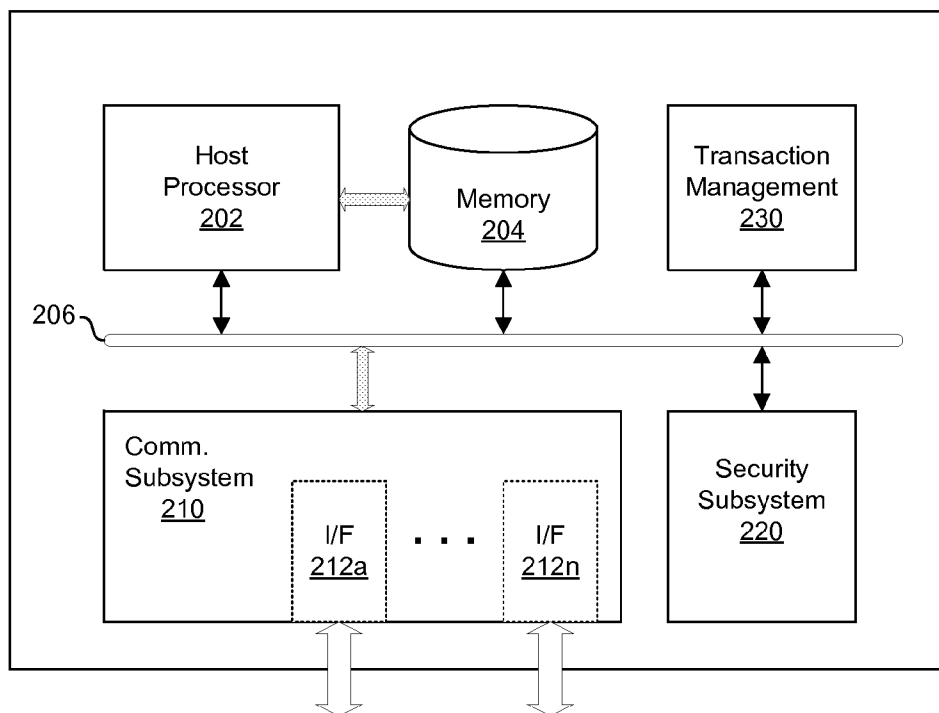 Host
Processor
202
Memory
204
Transaction
Management
230
206
Comm.
Subsystem
210
I/F
212a
. . .
I/F
212n
Security
Subsystem
220